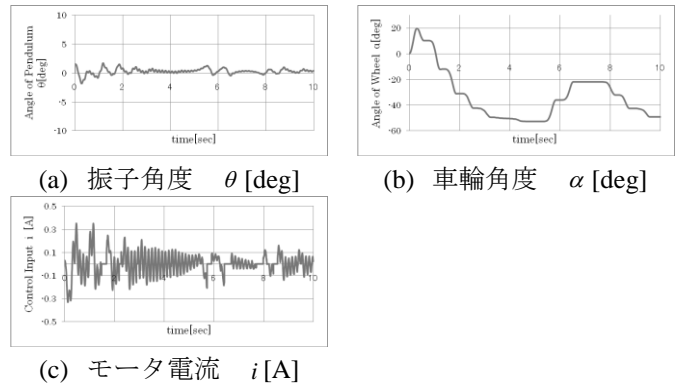 10
5
0
-5
-10
0 2 4 6 8 10
Angle of Pendulum
θ[deg]
time[sec]
(a) 振子角度 θ [deg]
20
0
-20
-40
-60
0 2 4 6 8 10
Angle of Wheel α[deg]
time[sec]
(b) 車輪角度 α [deg]
0.5
0.3
0.1
-0.1
-0.3
-0.5
0 2 4 6 8 10
Control Input i [A]
time[sec]
(c) モータ電流 i [A]